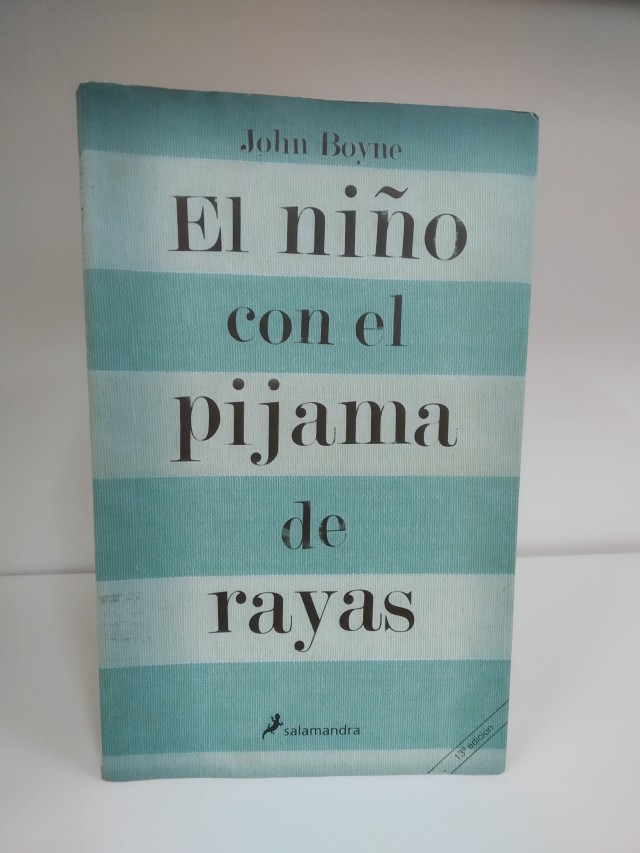 John Boyne
El niño
con el
pijama
de
rayas
salamandra
13ª edición